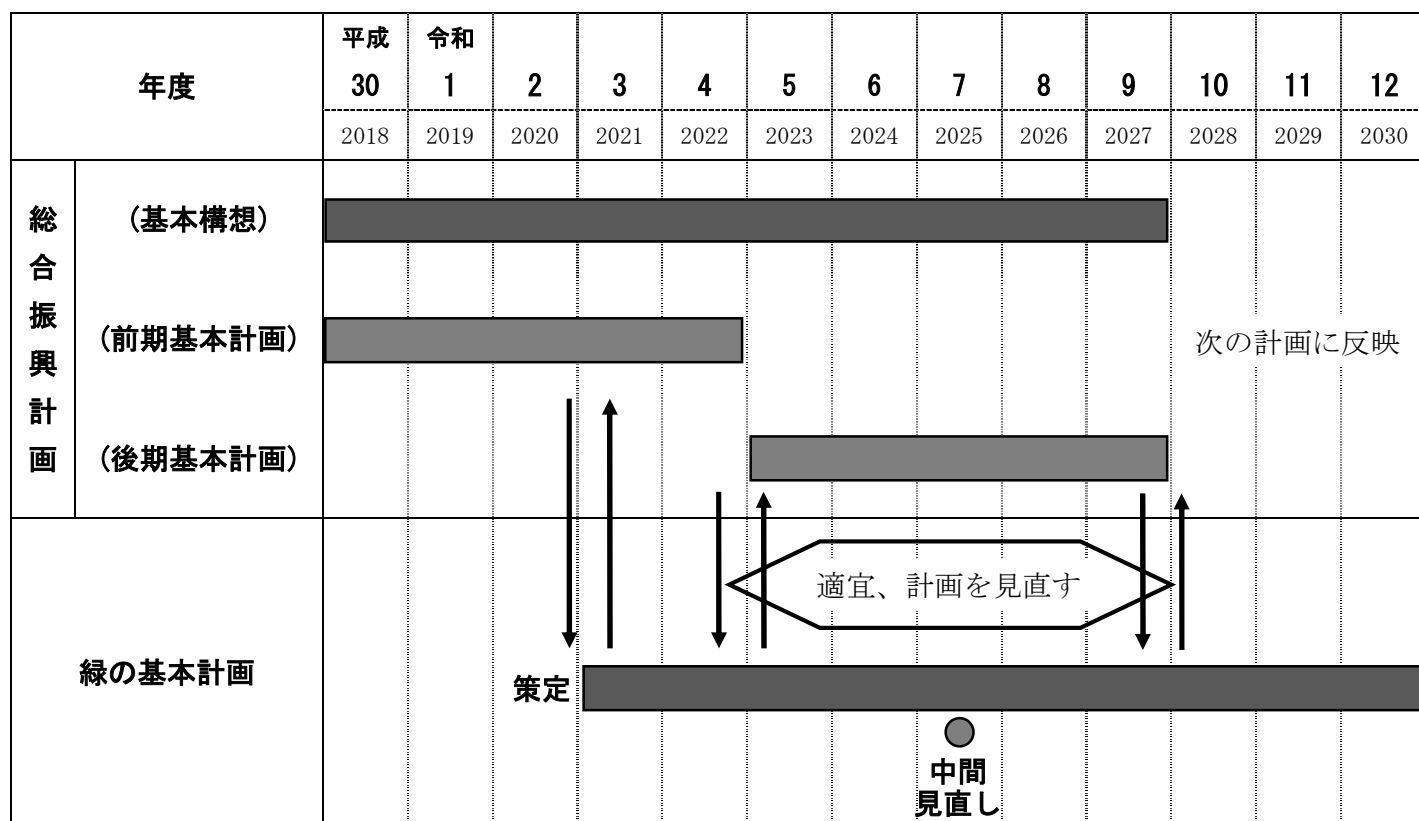 年度
平成 令和
30 1 2 3 4 5 6 7 8 9 10 11 12
2018 2019 2020 2021 2022 2023 2024 2025 2026 2027 2028 2029 2030
総合振興計画
(基本構想)
(前期基本計画)
次の計画に反映
(後期基本計画)
適宜、計画を見直す
緑の基本計画
策定
中間
見直し